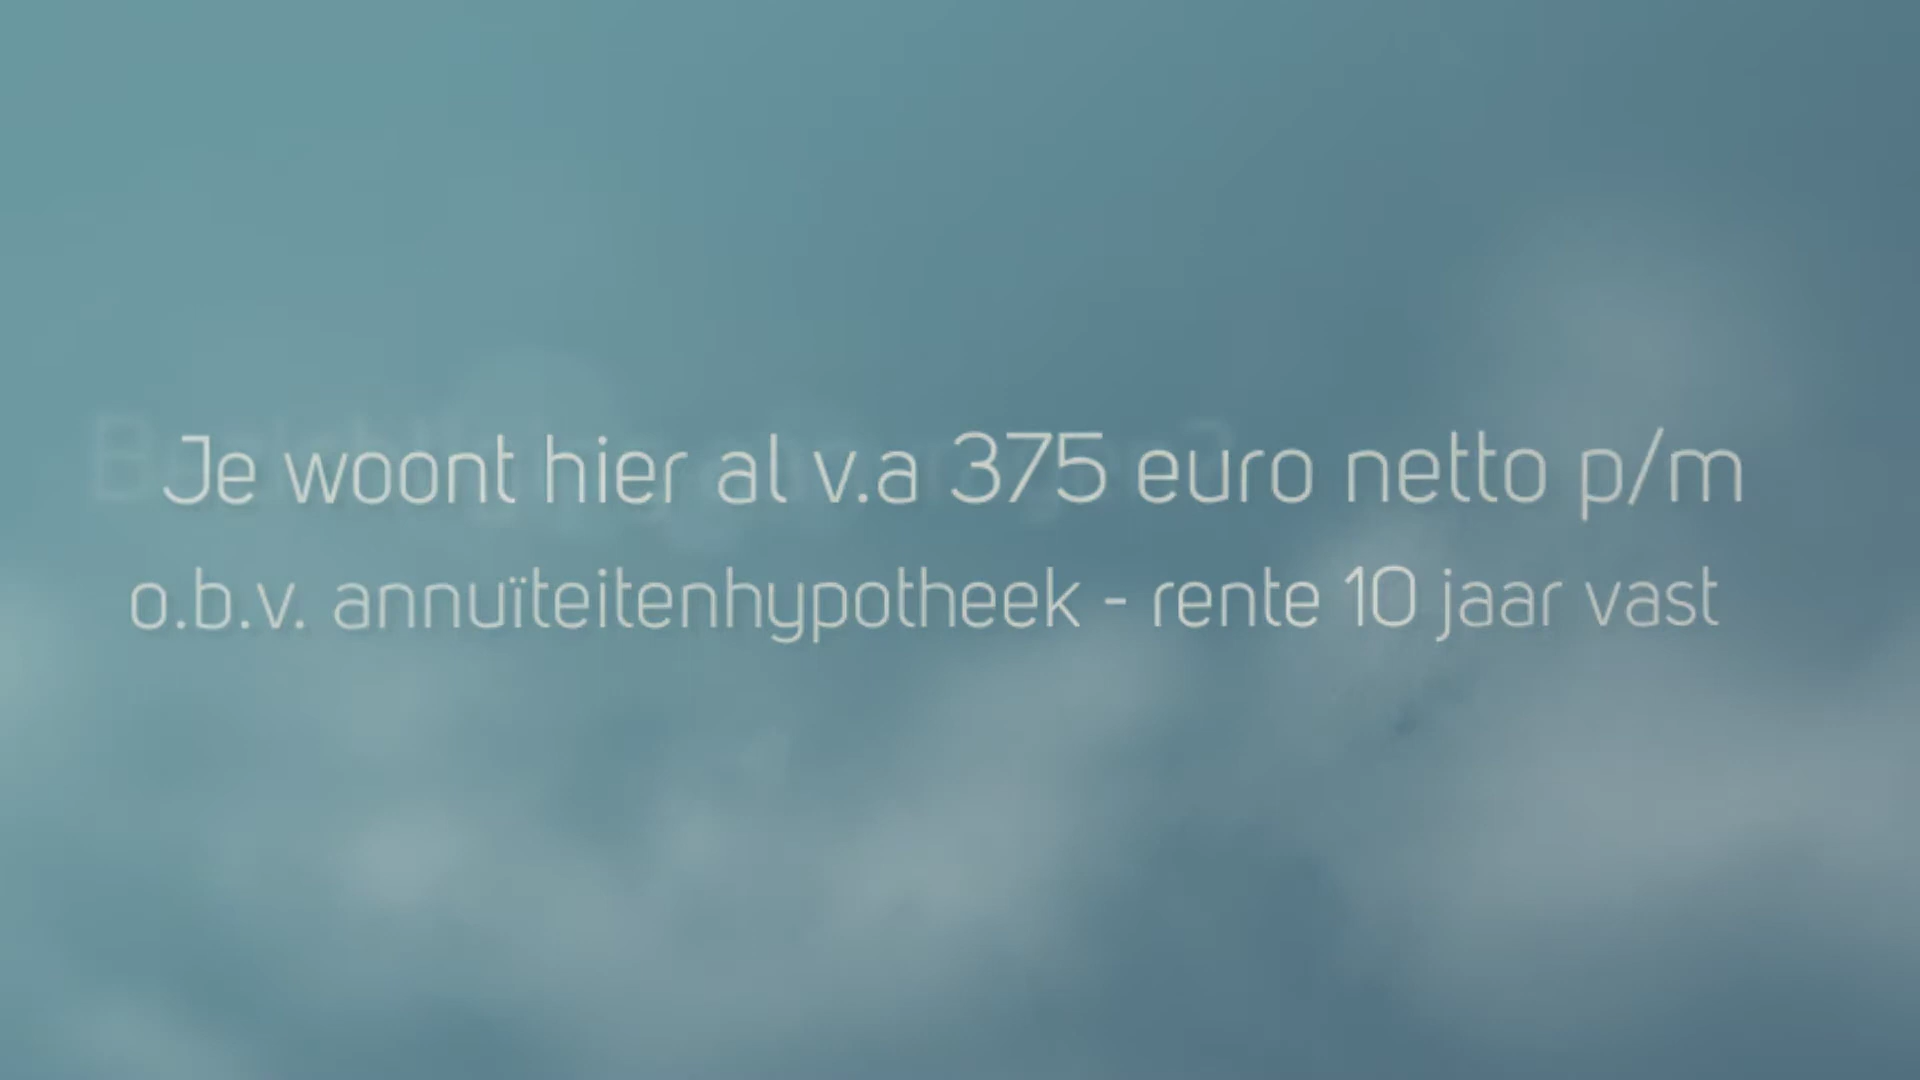 Je woont hier al v.a 375 euro netto p/m
o.b.v. annuïteitenhypotheek - rente 10 jaar vast